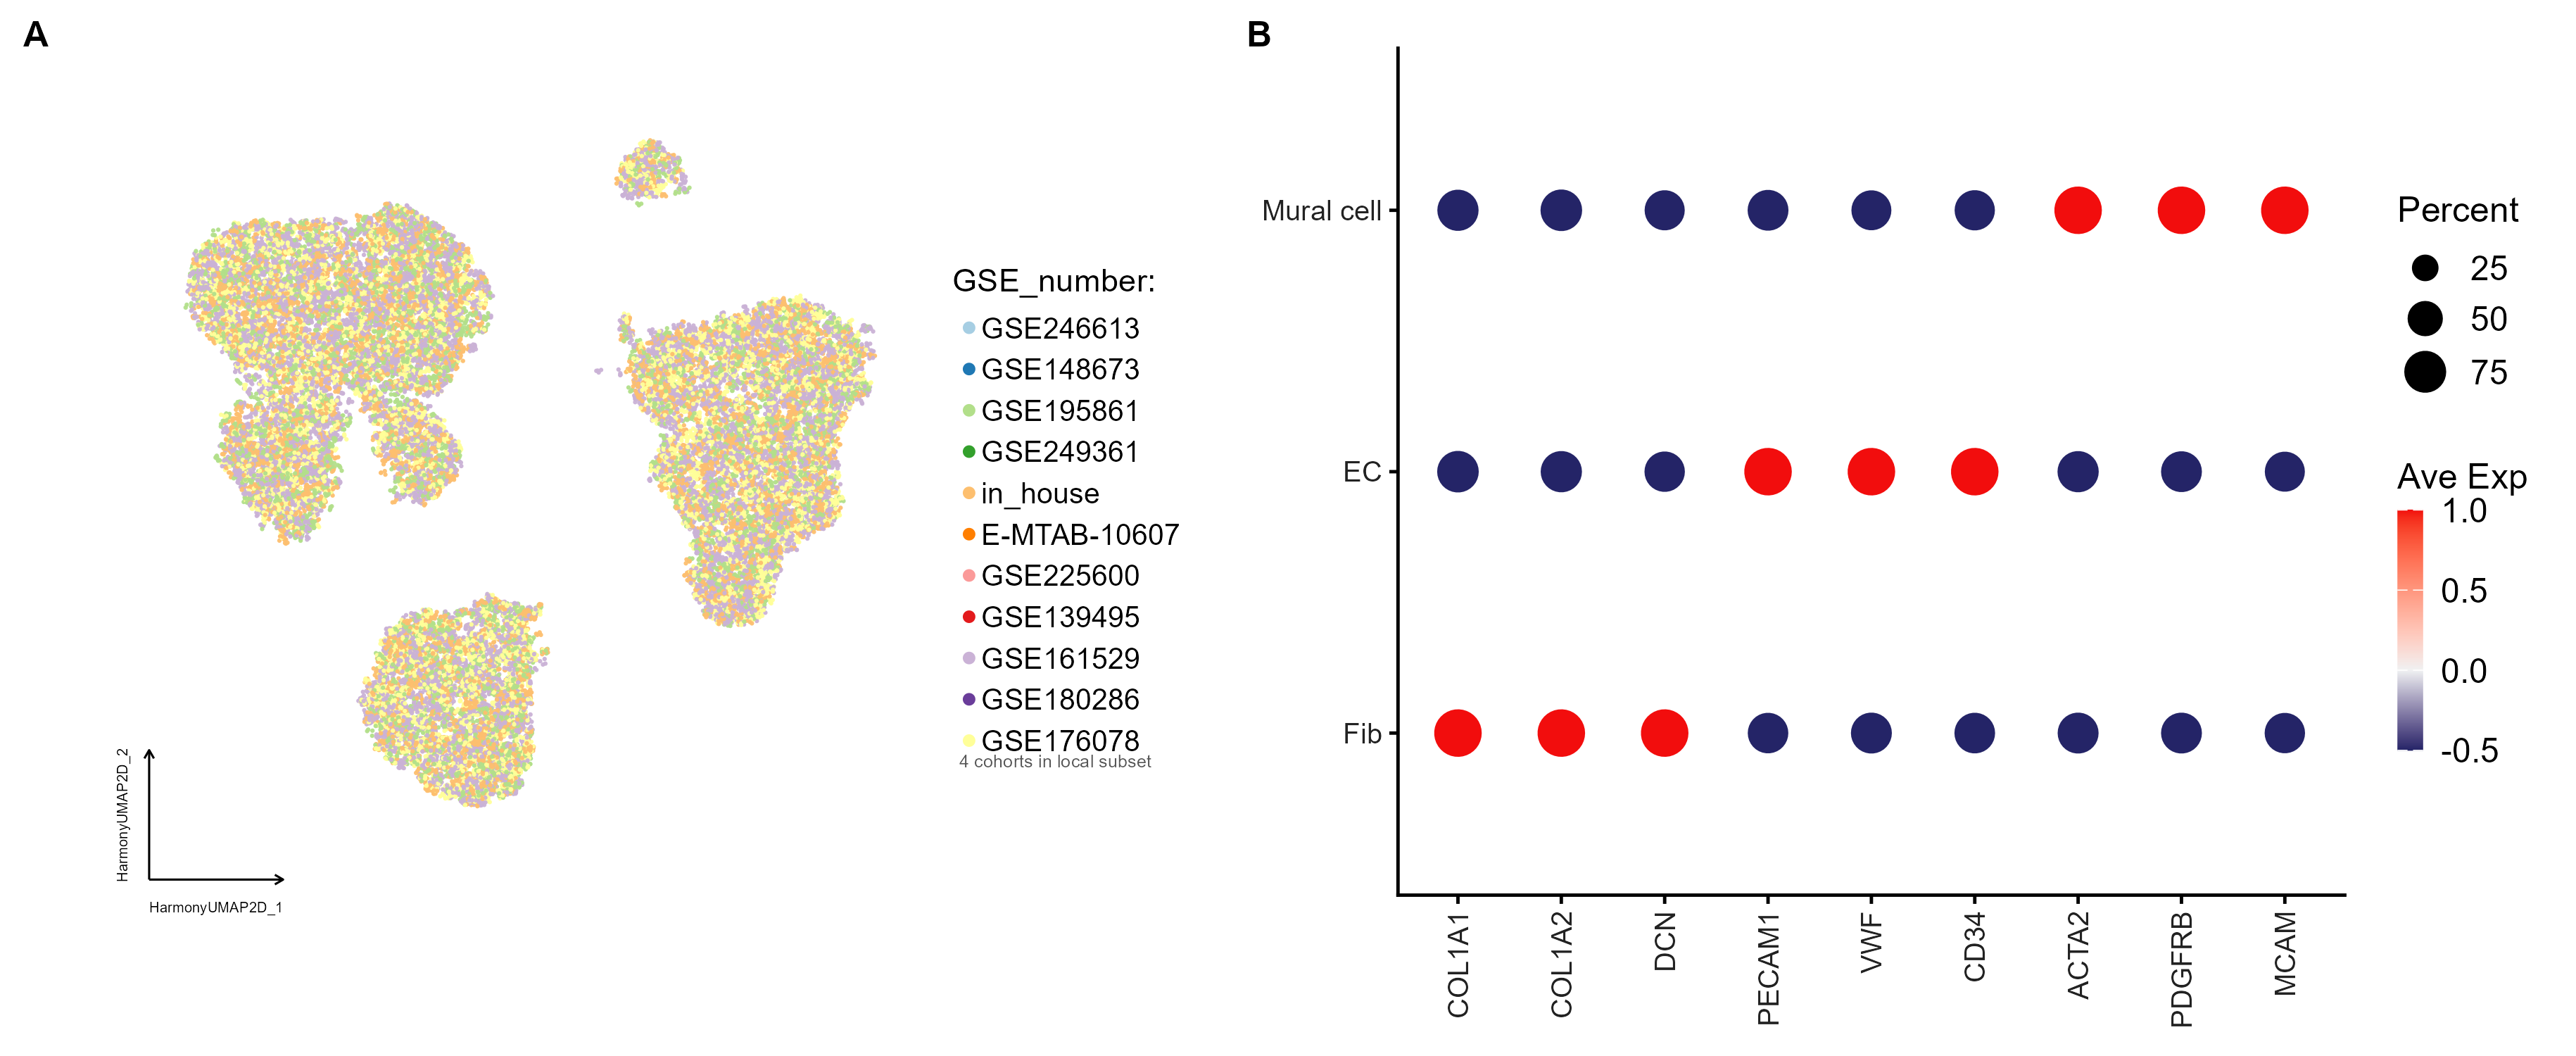 A
GSE_number:
GSE246613
GSE148673
GSE195861
GSE249361
in_house
E-MTAB-10607
GSE225600
GSE139495
GSE161529
GSE180286
GSE176078
4 cohorts in local subset
HarmonyUMAP2D_2
HarmonyUMAP2D_1
B
Mural cell
EC
Fib
COL1A1
COL1A2
DCN
PECAM1
VWF
CD34
ACTA2
PDGFRB
MCAM
Percent
25
50
75
Ave Exp
1.0
0.5
0.0
-0.5